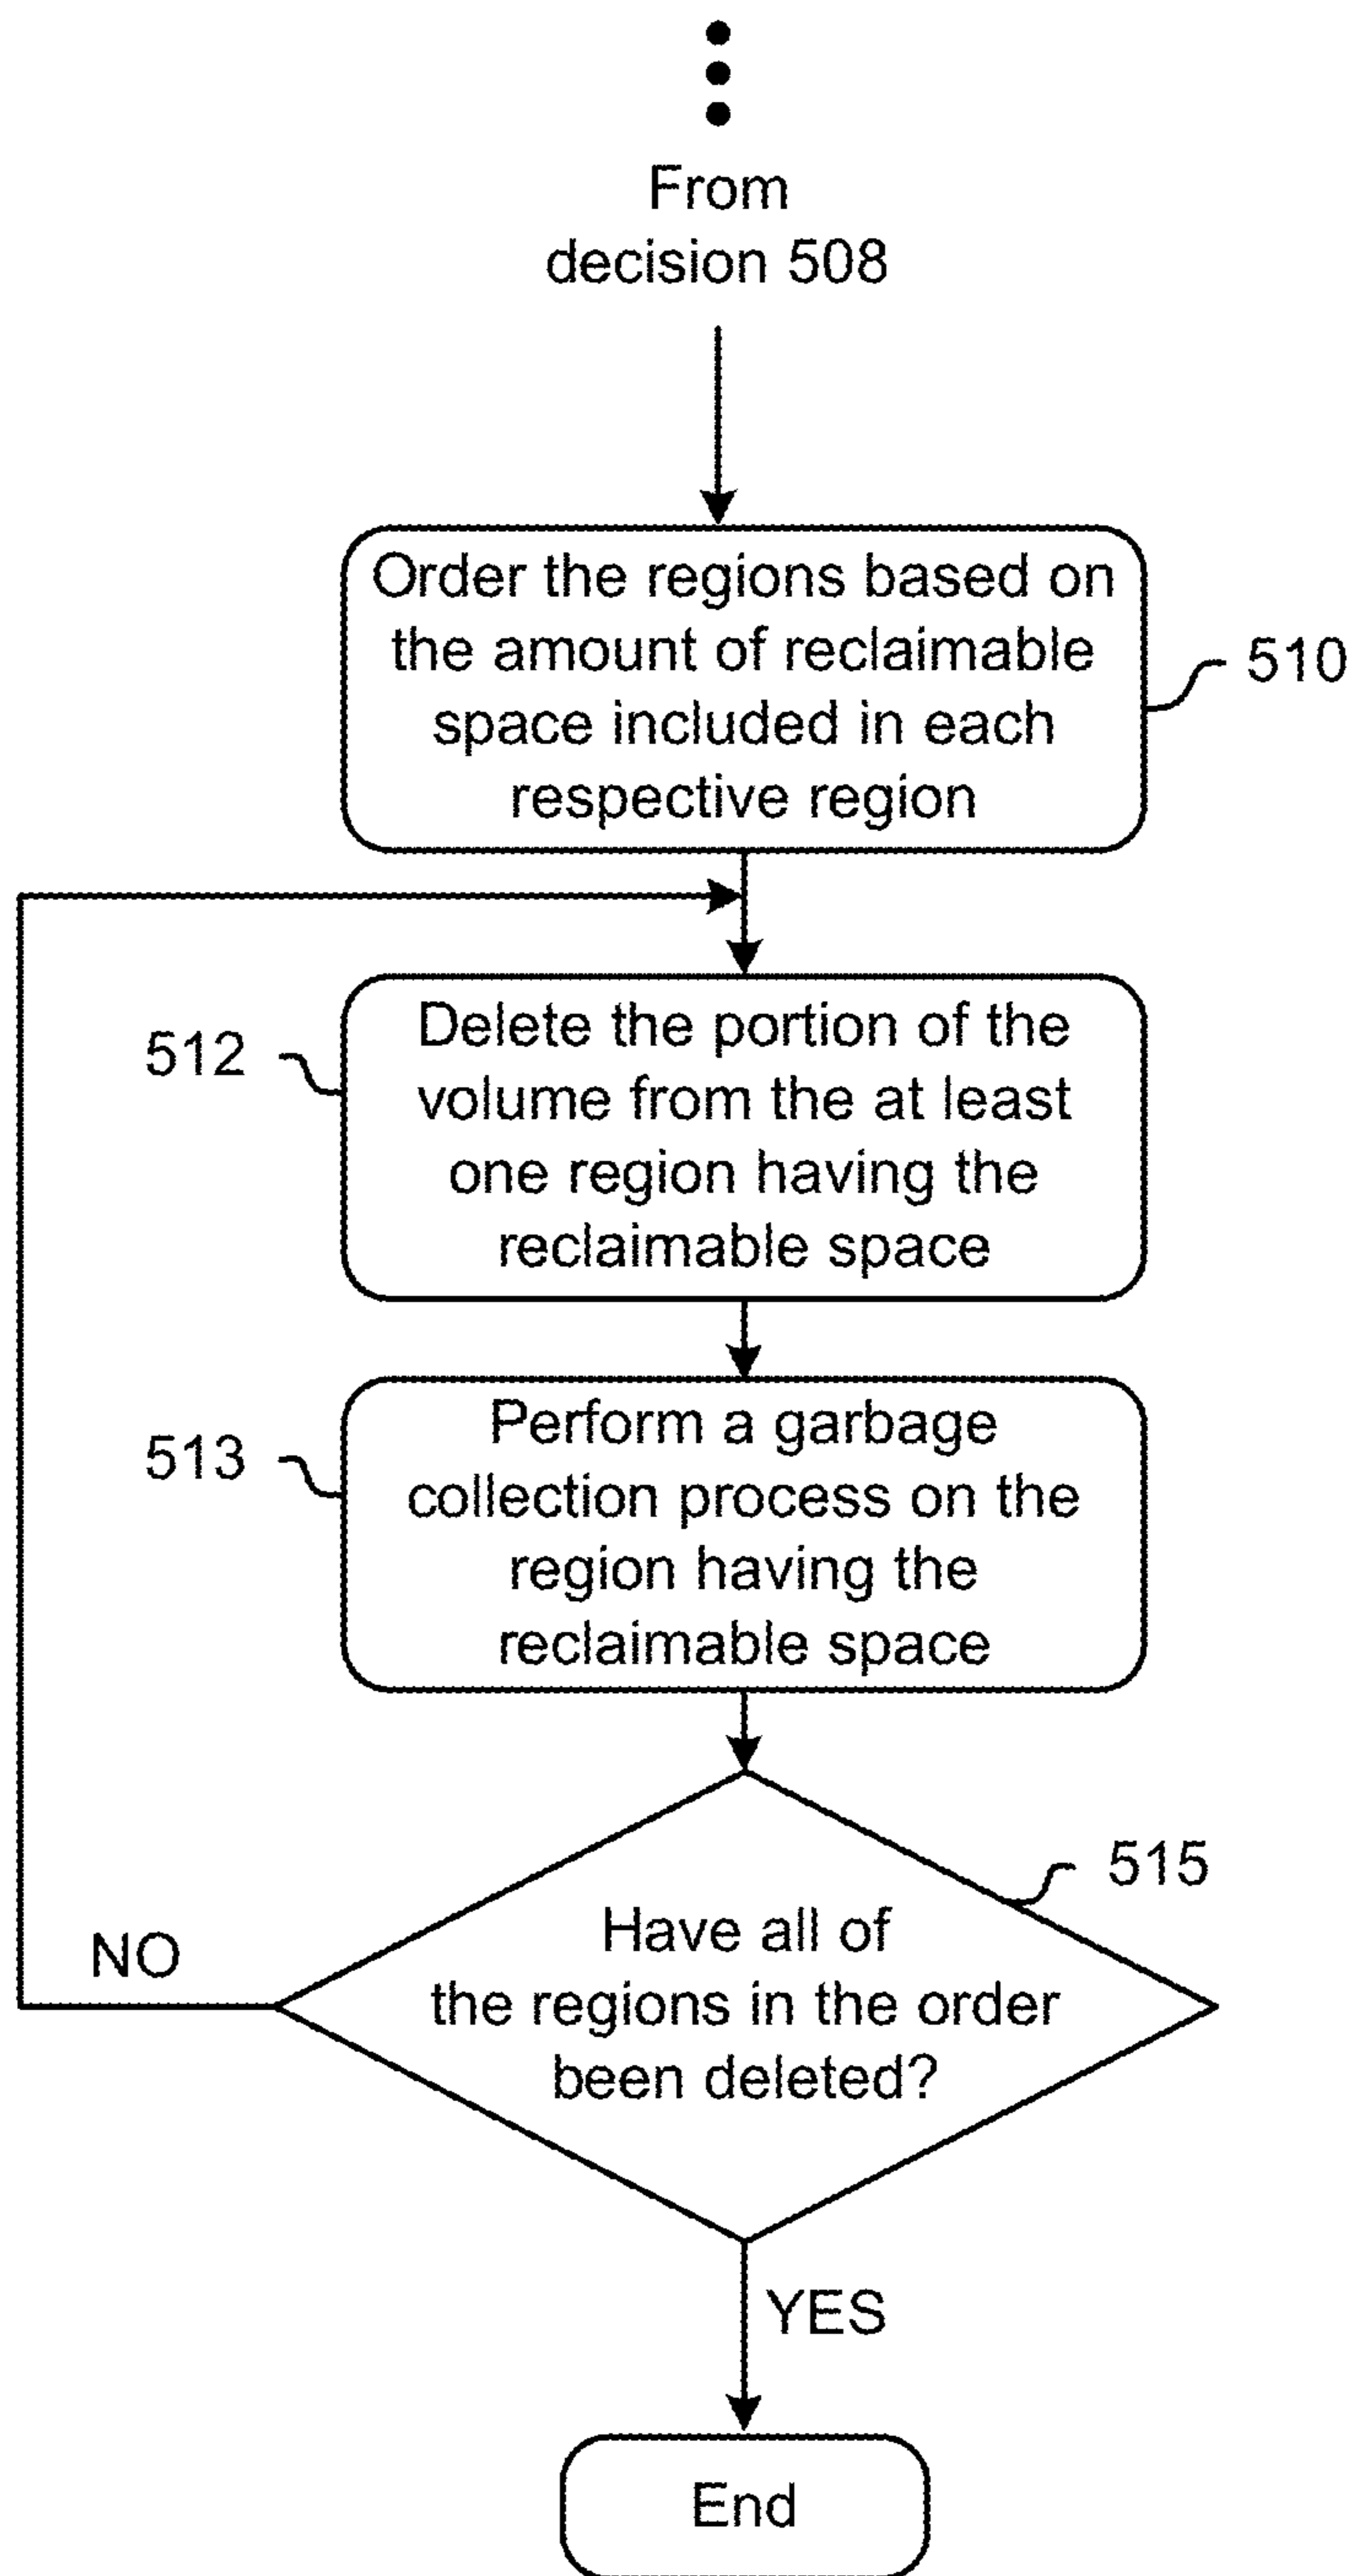 From
decision 508
Order the regions based on
the amount of reclaimable
space included in each
respective region
510
Delete the portion of the
volume from the at least
one region having the
reclaimable space
512
Perform a garbage
collection process on the
region having the
reclaimable space
513
515
Have all of
the regions in the order
been deleted?
NO
YES
End